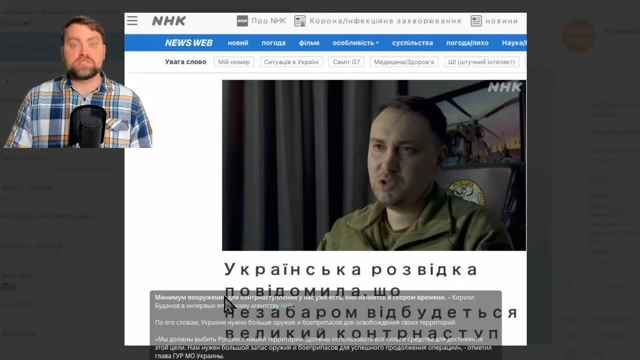 NHK
Про NHK
Корона/Інфекційне захворювання
новини
NEWS WEB новий погода фільм особливість суспільства погода/лихо Наука/
Увага слово Мій номер Ситуація в Україні Саміт G7 Медицина/Здоров'я ШІ (штучний інтелект)
NHK
Українська розвідка
повідомила, що
незабаром відбудеться
великий контрнаступ
Минимум вооружения для контрнаступления у нас уже есть, оно начнется в скором времени, – Кирилл
Буданов в интервью японскому агентству NHK.
По его словам, Украине нужно больше оружия и боеприпасов для освобождения своих территорий.
«Мы должны выбить Россию с нашей территории, должны использовать все силы и средства для достижения
этой цели. Нам нужен большой запас оружия и боеприпасов для успешного продолжения операций», – отметил
глава ГУР МО Украины.